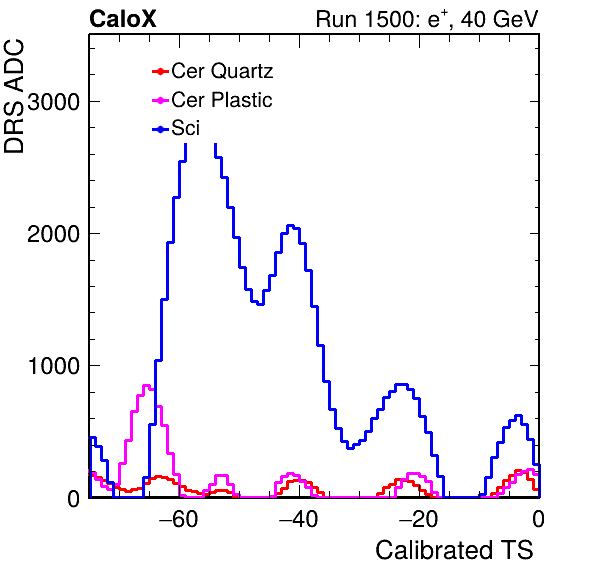 CaloX Run 1500: e⁺, 40 GeV
DRS ADC
Cer Quartz
Cer Plastic
Sci
3000
2000
1000
0
−60 −40 −20 0
Calibrated TS